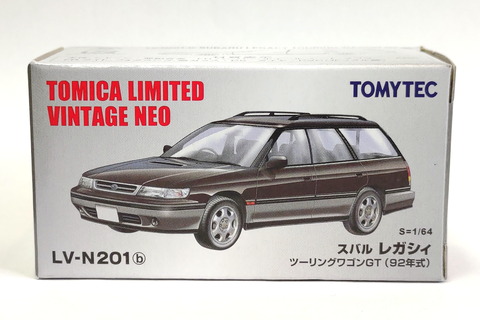 TOMICA LIMITED
VINTAGE NEO
TOMYTEC
S=1/64
LV-N201ⓑ
スバル レガシィ
ツーリングワゴンGT(92年式)